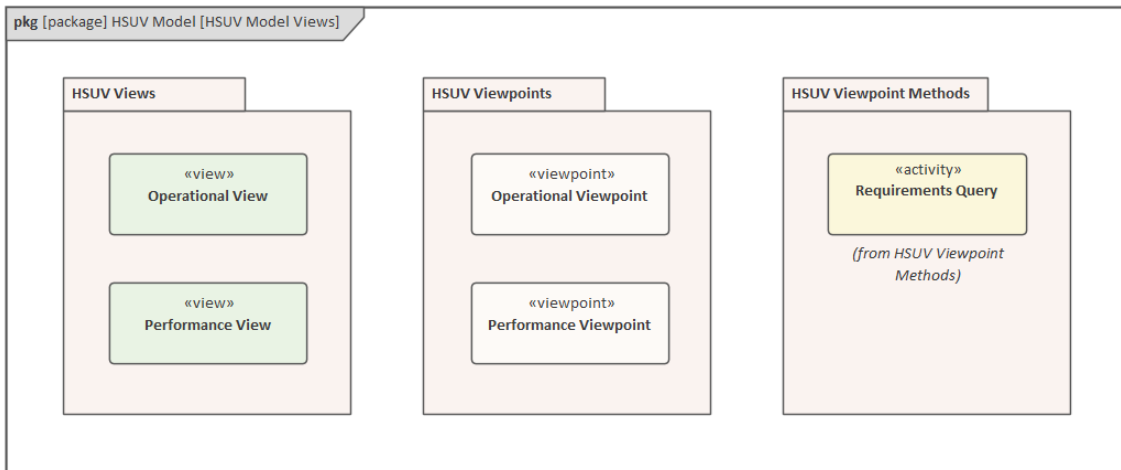 pkg [package] HSUV Model [HSUV Model Views]
HSUV Views
«view»
Operational View
«view»
Performance View
HSUV Viewpoints
«viewpoint»
Operational Viewpoint
«viewpoint»
Performance Viewpoint
HSUV Viewpoint Methods
«activity»
Requirements Query
(from HSUV Viewpoint
Methods)